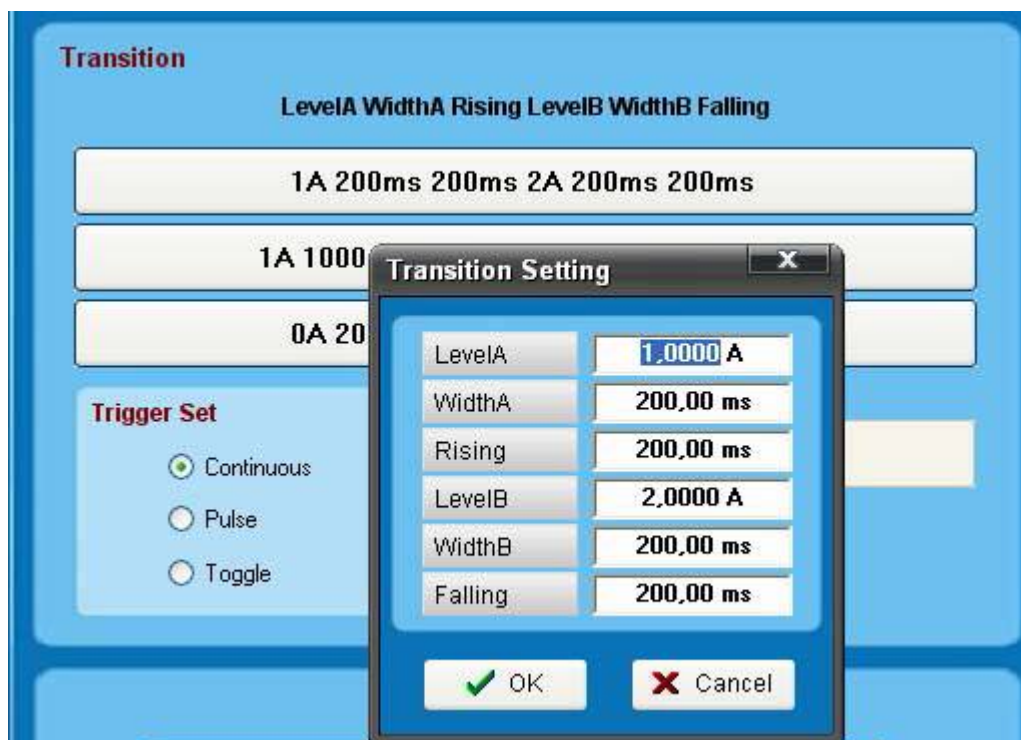 Transition
LevelA WidthA Rising LevelB WidthB Falling
1A 200ms 200ms 2A 200ms 200ms
1A 1000
0A 20
Transition Setting
X
LevelA 1,0000 A
WidthA 200,00 ms
Rising 200,00 ms
LevelB 2,0000 A
WidthB 200,00 ms
Falling 200,00 ms
OK Cancel
Trigger Set
Continuous
Pulse
Toggle